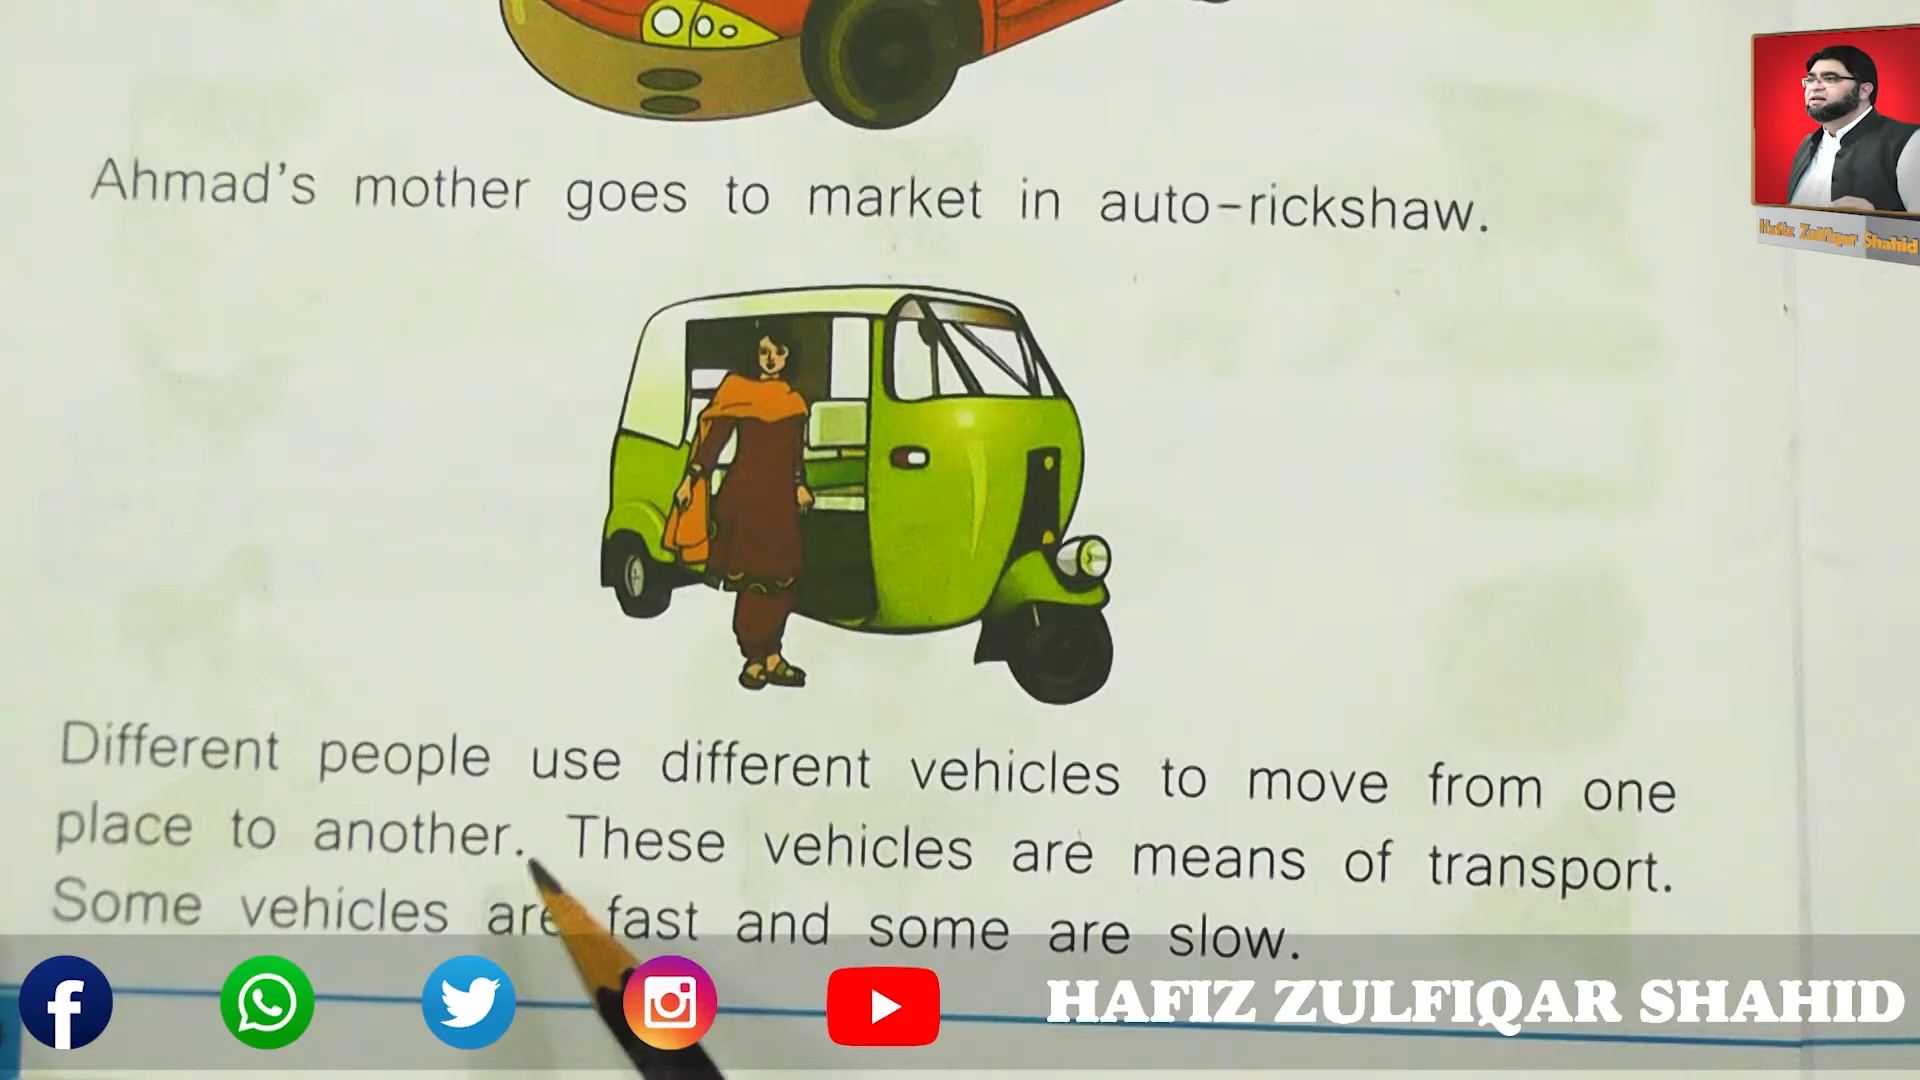 Hafiz Zulfiqar Shahid
Ahmad's mother goes to market in auto-rickshaw.
Different people use different vehicles to move from one
place to another. These vehicles are means of transport.
Some vehicles are fast and some are slow.
HAFIZ ZULFIQAR SHAHID